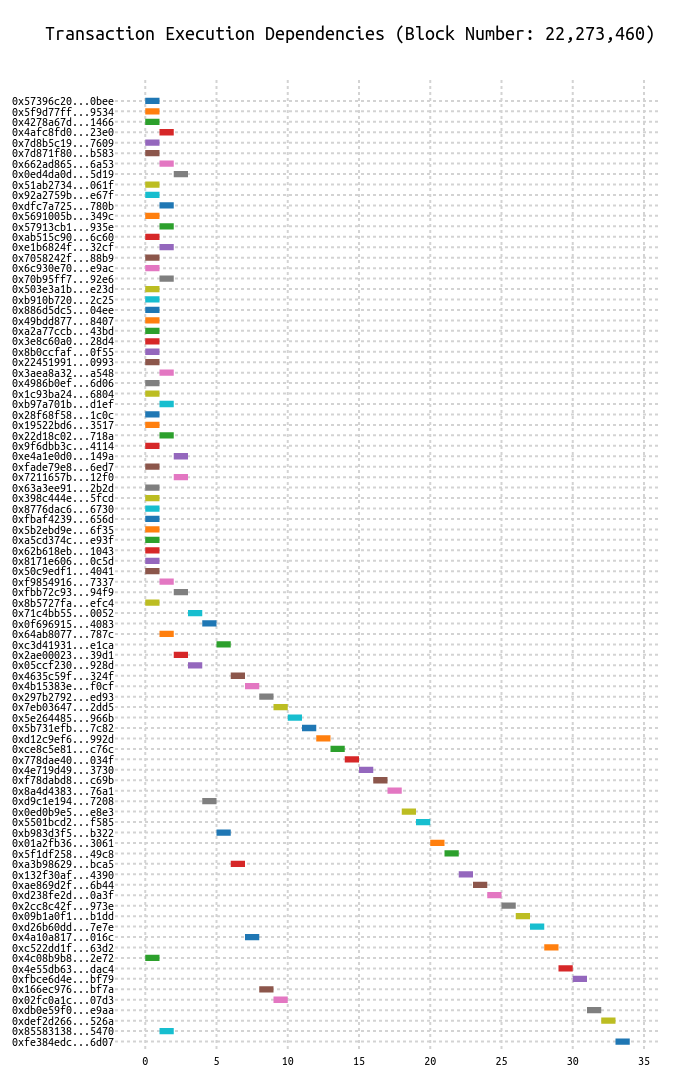 Transaction Execution Dependencies (Block Number: 22,273,460)
0x57396c20...0bee
0x5f9d77ff...9534
0x4278a67d...1466
0x4afc8fd0...23e0
0x7d8b5c19...7609
0x7d871f80...b583
0x662ad865...6a53
0x0ed4da0d...5d19
0x51ab2734...061f
0x92a2759b...e67f
0xdfc7a725...780b
0x5691005b...349c
0x57913cb1...935e
0xab515c90...6c60
0xe1b6824f...32cf
0x7058242f...88b9
0x6c930e70...e9ac
0x70b95ff7...92e6
0x503e3a1b...e23d
0xb910b720...2c25
0x886d5dc5...04ee
0x49bdd877...8407
0xa2a77ccb...43bd
0x3e8c60a0...28d4
0x8b0ccfaf...0f55
0x22451991...0993
0x3aea8a32...a548
0x4986b0ef...6d06
0x1c93ba24...6804
0xb97a701b...d1ef
0x28f68f58...1c0c
0x19522bd6...3517
0x22d18c02...718a
0x9f6dbb3c...4114
0xe4a1e0d0...149a
0xfade79e8...6ed7
0x7211657b...12f0
0x63a3ee91...2b2d
0x398c444e...5fcd
0x8776dac6...6730
0xfbaf4239...656d
0x5b2ebd9e...6f35
0xa5cd374c...e93f
0x62b618eb...1043
0x8171e606...0c5d
0x50c9edf1...4041
0xf9854916...7337
0xfbb72c93...94f9
0x8b5727fa...efc4
0x71c4bb55...0052
0x0f696915...4083
0x64ab8077...787c
0xc3d41931...e1ca
0x2ae00023...39d1
0x05ccf230...928d
0x4635c59f...324f
0x4b15383e...f0cf
0x297b2792...ed93
0x7eb03647...2dd5
0x5e264485...966b
0x5b731efb...7c82
0xd12c9ef6...992d
0xce8c5e81...c76c
0x778dae40...034f
0x4e719d49...3730
0xf78dabd8...c69b
0x8a4d4383...76a1
0xd9c1e194...7208
0x0ed0b9e5...e8e3
0x5501bcd2...f585
0xb983d3f5...b322
0x01a2fb36...3061
0x5f1df258...49c8
0xa3b98629...bca5
0x132f30af...4390
0xae869d2f...6b44
0xd238fe2d...0a3f
0x2cc8c42f...973e
0x09b1a0f1...b1dd
0xd26b60dd...7e7e
0x4a10a817...016c
0xc522dd1f...63d2
0x4c08b9b8...2e72
0x4e55db63...dac4
0xfbce6d4e...bf79
0x166ec976...bf7a
0x02fc0a1c...07d3
0xdb0e59f0...e9aa
0xdef2d266...526a
0x85583138...5470
0xfe384edc...6d07
0 5 10 15 20 25 30 35